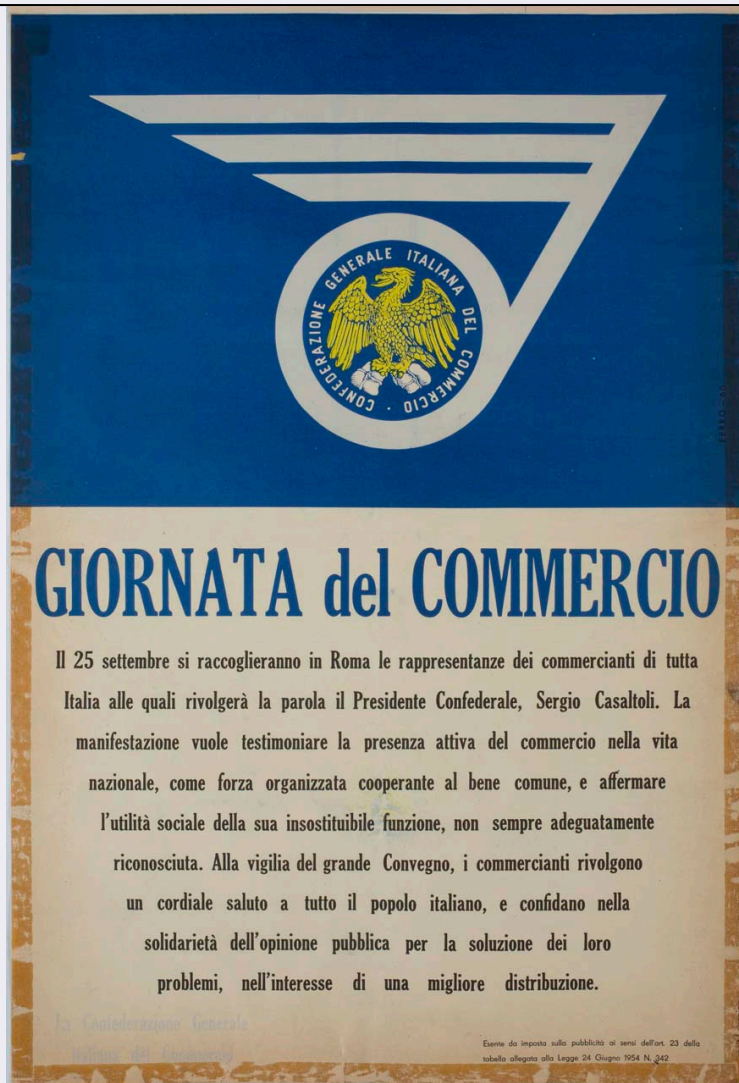 CONFEDERAZIONE GENERALE ITALIANA DEL COMMERCIO ·
GIORNATA del COMMERCIO
Il 25 settembre si raccoglieranno in Roma le rappresentanze dei commercianti di tutta
Italia alle quali rivolgerà la parola il Presidente Confederale, Sergio Casaltoli. La
manifestazione vuole testimoniare la presenza attiva del commercio nella vita
nazionale, come forza organizzata cooperante al bene comune, e affermare
l'utilità sociale della sua insostituibile funzione, non sempre adeguatamente
riconosciuta. Alla vigilia del grande Convegno, i commercianti rivolgono
un cordiale saluto a tutto il popolo italiano, e confidano nella
solidarietà dell'opinione pubblica per la soluzione dei loro
problemi, nell'interesse di una migliore distribuzione.
La Confederazione Generale
Italiana del Commercio
Esente da imposta sulla pubblicità ai sensi dell'art. 23 della
tabella allegata alla Legge 24 Giugno 1954 N. 342